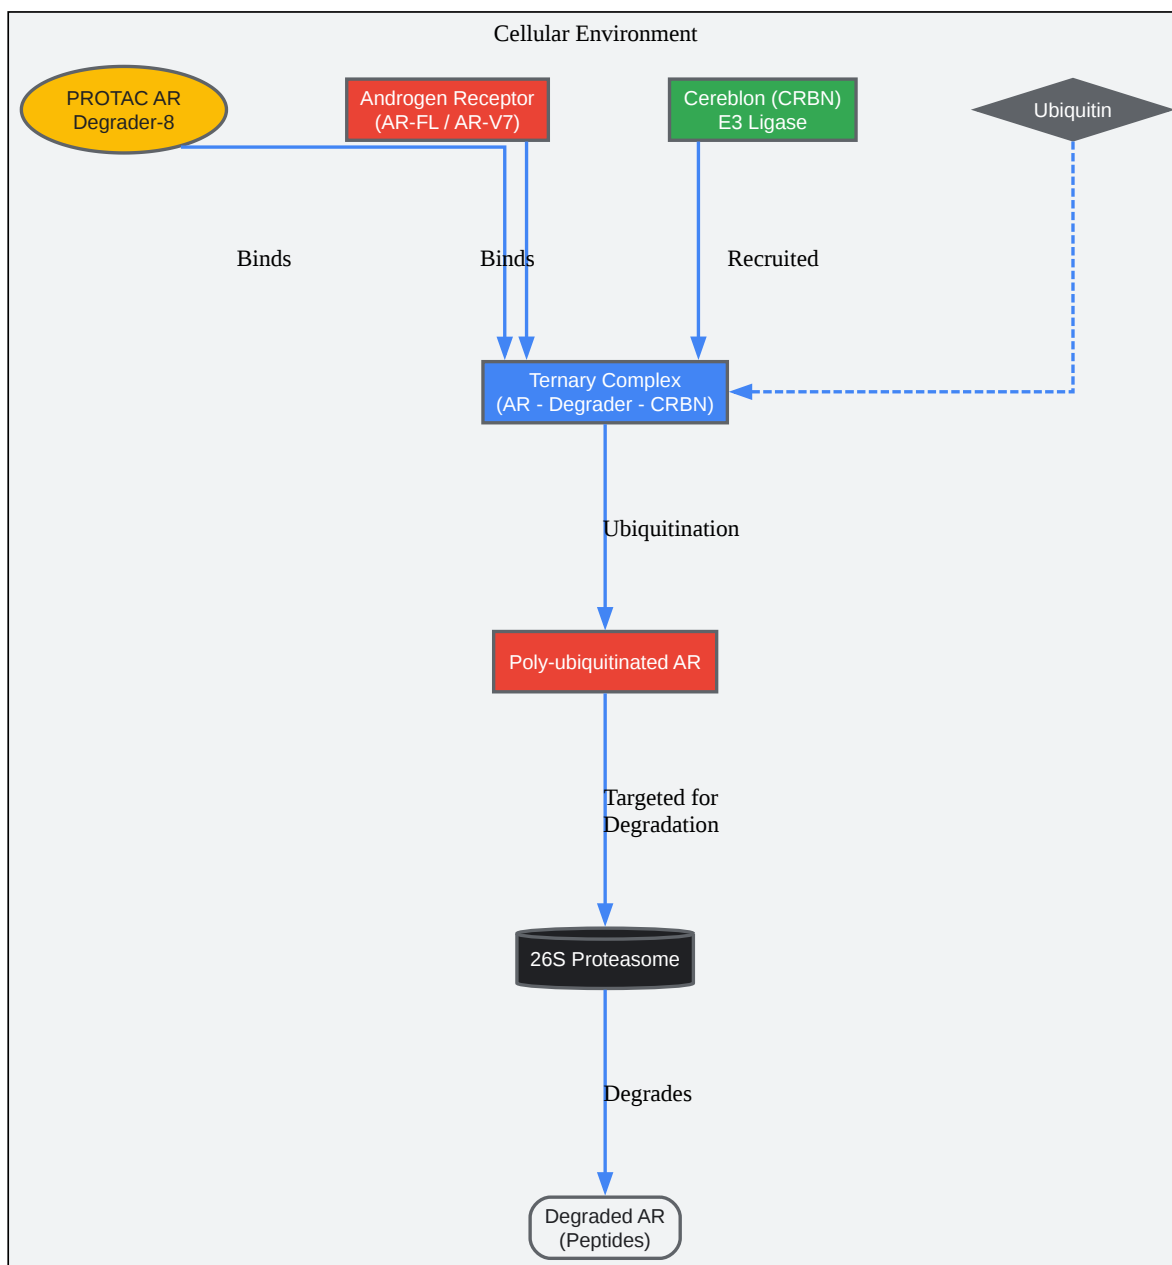 Cellular Environment
PROTAC AR
Degrader-8
Androgen Receptor
(AR-FL / AR-V7)
Cereblon (CRBN)
E3 Ligase
Ubiquitin
Binds
Binds
Recruited
Ternary Complex
(AR - Degrader - CRBN)
Ubiquitination
Poly-ubiquitinated AR
Targeted for
Degradation
26S Proteasome
Degrades
Degraded AR
(Peptides)